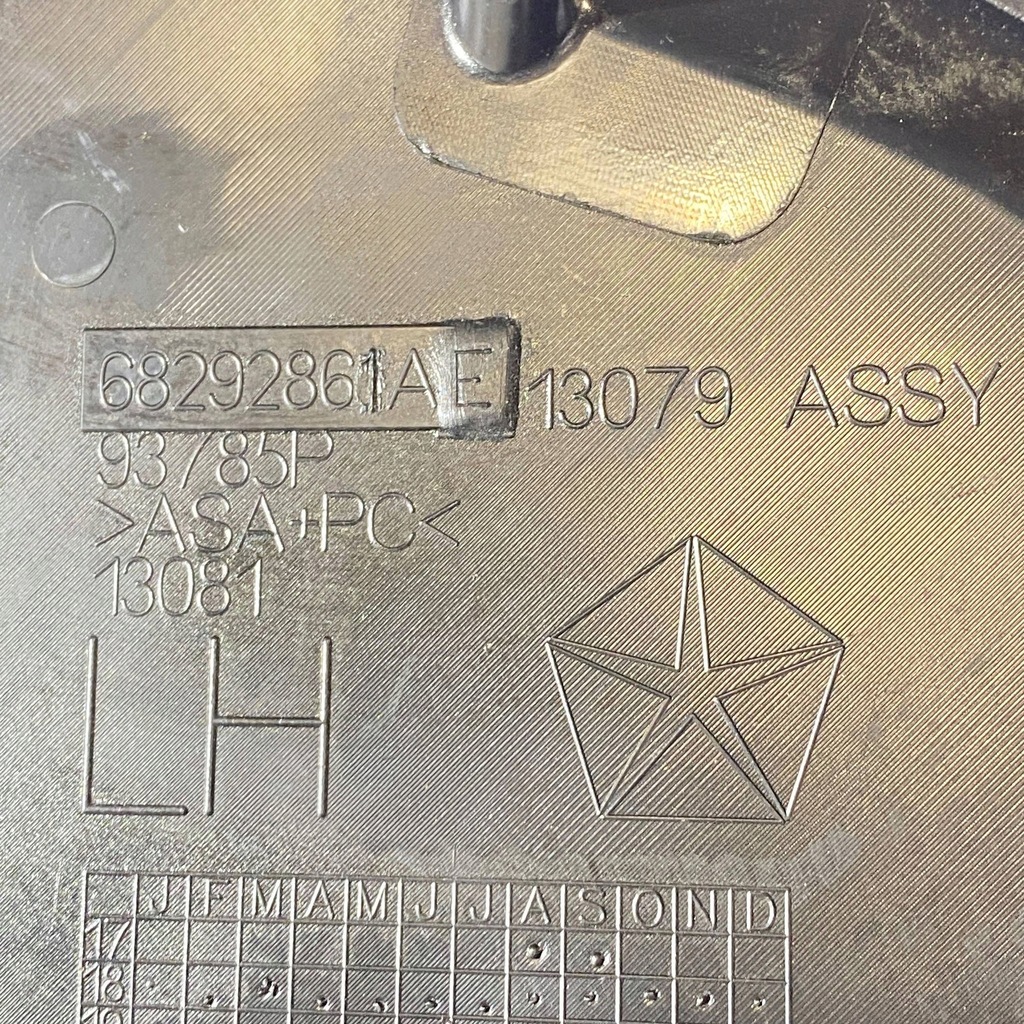 68292861AE 13079 ASSY
93785P
>ASA+PC<
13081
LH
J F M A M J J A S O N D
17
18